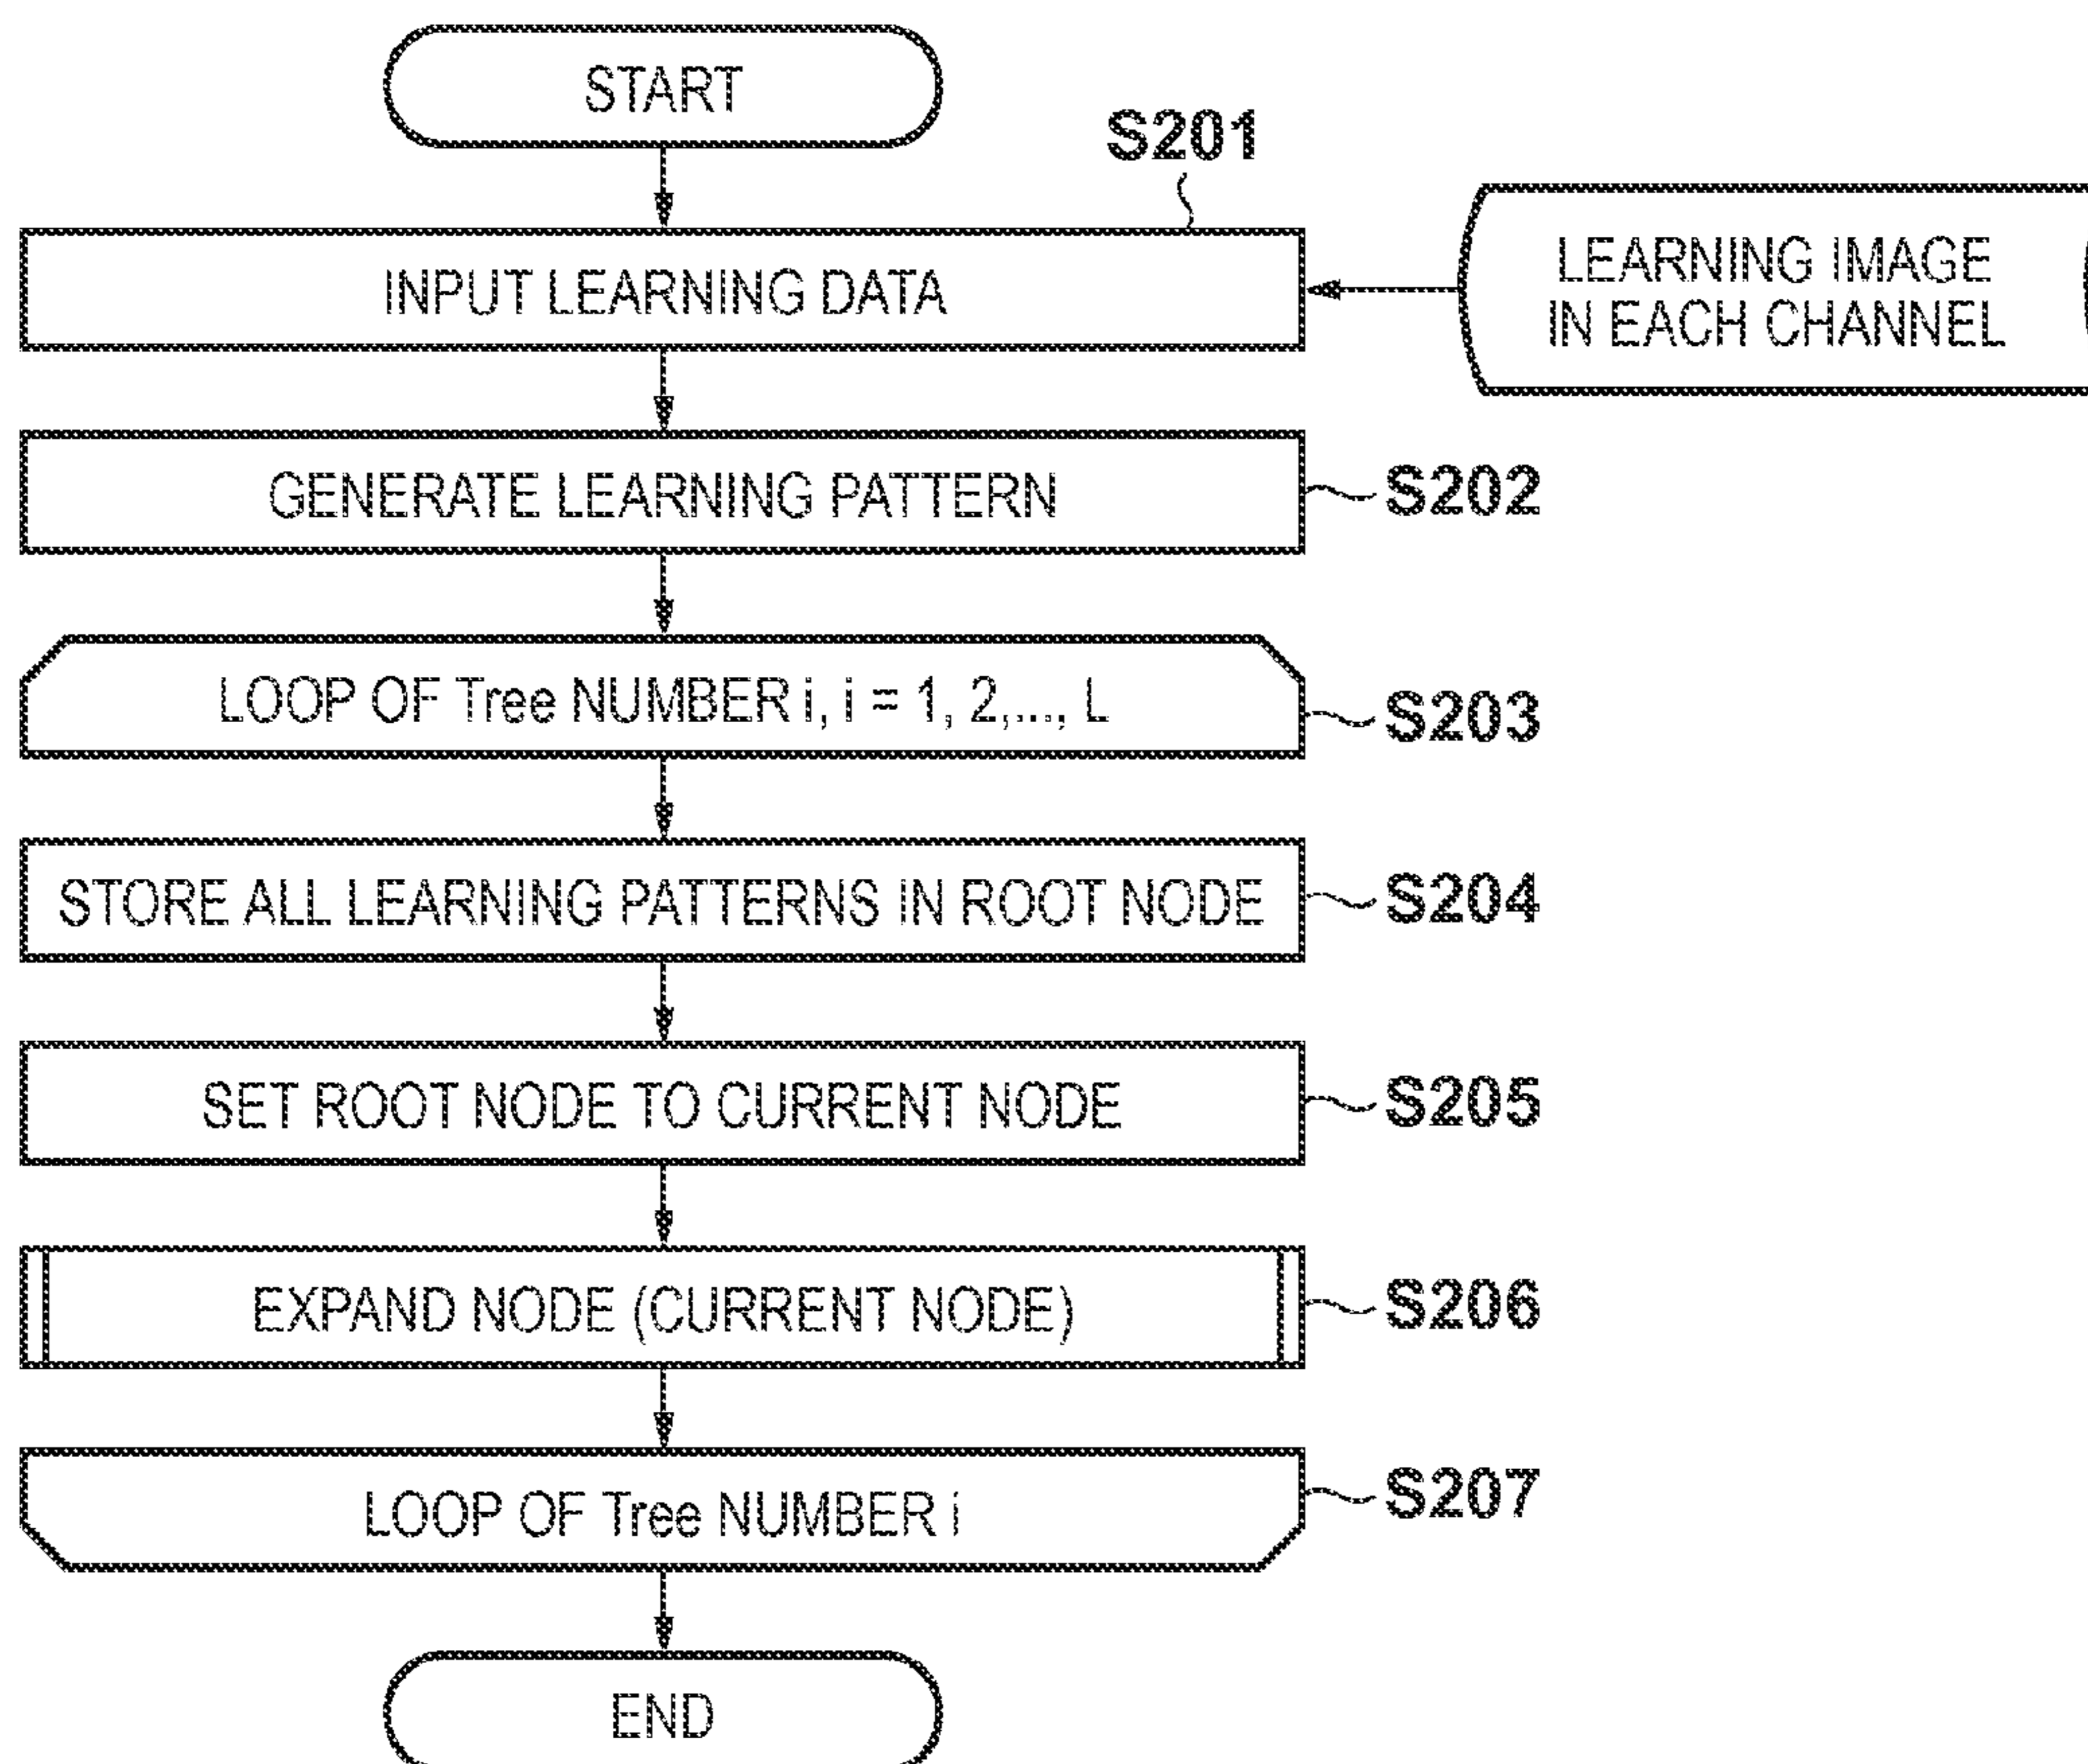 START
S201
INPUT LEARNING DATA
LEARNING IMAGE
IN EACH CHANNEL
GENERATE LEARNING PATTERN
S202
LOOP OF Tree NUMBER i, i = 1, 2,..., L
S203
STORE ALL LEARNING PATTERNS IN ROOT NODE
S204
SET ROOT NODE TO CURRENT NODE
S205
EXPAND NODE (CURRENT NODE)
S206
LOOP OF Tree NUMBER i
S207
END